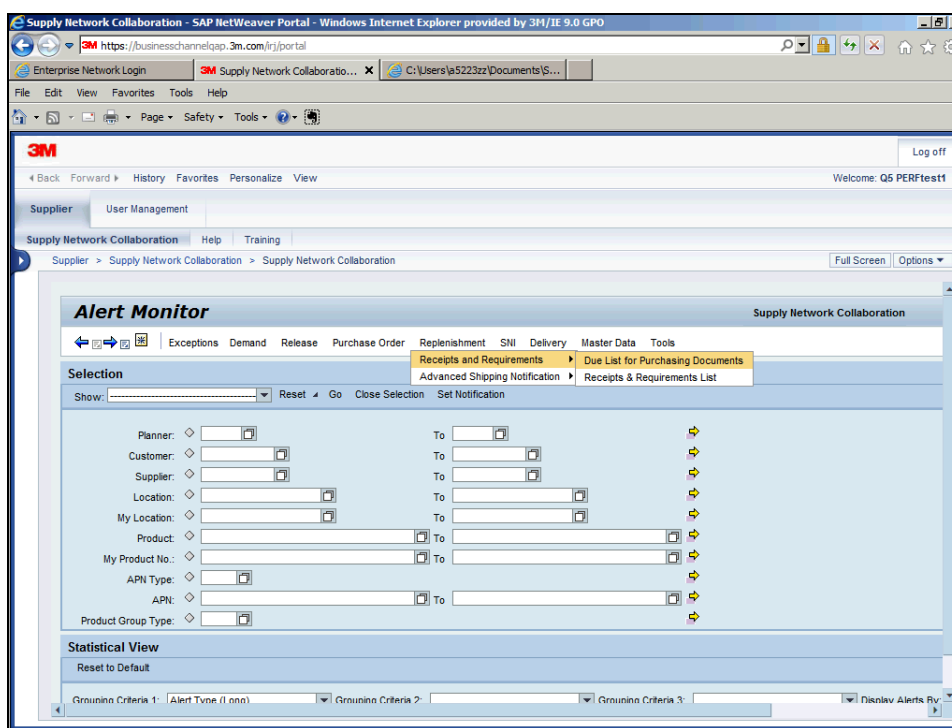 Supply Network Collaboration - SAP NetWeaver Portal - Windows Internet Explorer provided by 3M/IE 9.0 GPO
3M https://businesschannelqap.3m.com/irj/portal
Enterprise Network Login 3M Supply Network Collaboratio... X C:\Users\a5223zz\Documents\S...
File Edit View Favorites Tools Help
Page Safety Tools
3M
Log off
Back Forward History Favorites Personalize View Welcome: Q5 PERFtest1
Supplier User Management
Supply Network Collaboration Help Training
Supplier > Supply Network Collaboration > Supply Network Collaboration Full Screen Options
Alert Monitor Supply Network Collaboration
Exceptions Demand Release Purchase Order Replenishment SNI Delivery Master Data Tools
Receipts and Requirements Due List for Purchasing Documents
Selection Advanced Shipping Notification Receipts & Requirements List
Show: Reset Go Close Selection Set Notification
Planner: To
Customer: To
Supplier: To
Location: To
My Location: To
Product: To
My Product No.: To
APN Type:
APN: To
Product Group Type:
Statistical View
Reset to Default
Grouping Criteria 1: Alert Type (Long) Grouping Criteria 2: Grouping Criteria 3: Display Alerts By: